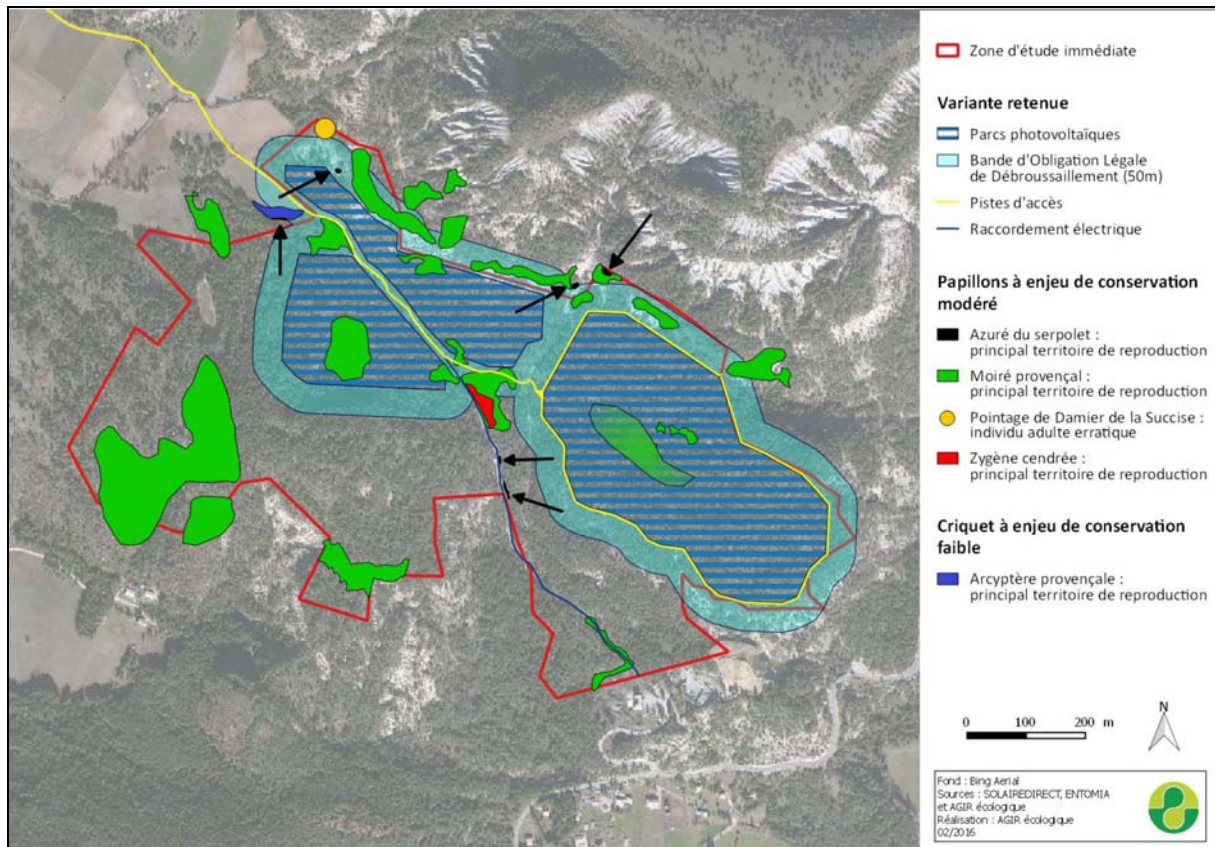 Zone d'étude immédiate
Variante retenue
Parcs photovoltaïques
Bande d'Obligation Légale
de Débroussaillement (50m)
Pistes d'accès
Raccordement électrique
Papillons à enjeu de conservation
modéré
Azuré du serpolet :
principal territoire de reproduction
Moiré provençal :
principal territoire de reproduction
Pointage de Damier de la Succise :
individu adulte erratique
Zygène cendrée :
principal territoire de reproduction
Criquet à enjeu de conservation
faible
Arcyptère provençale :
principal territoire de reproduction
0 100 200 m
N
Fond : Bing Aerial
Sources : SOLAIREDIRECT, ENTOMIA
et AGIR écologique
Réalisation : AGIR écologique
02/2016